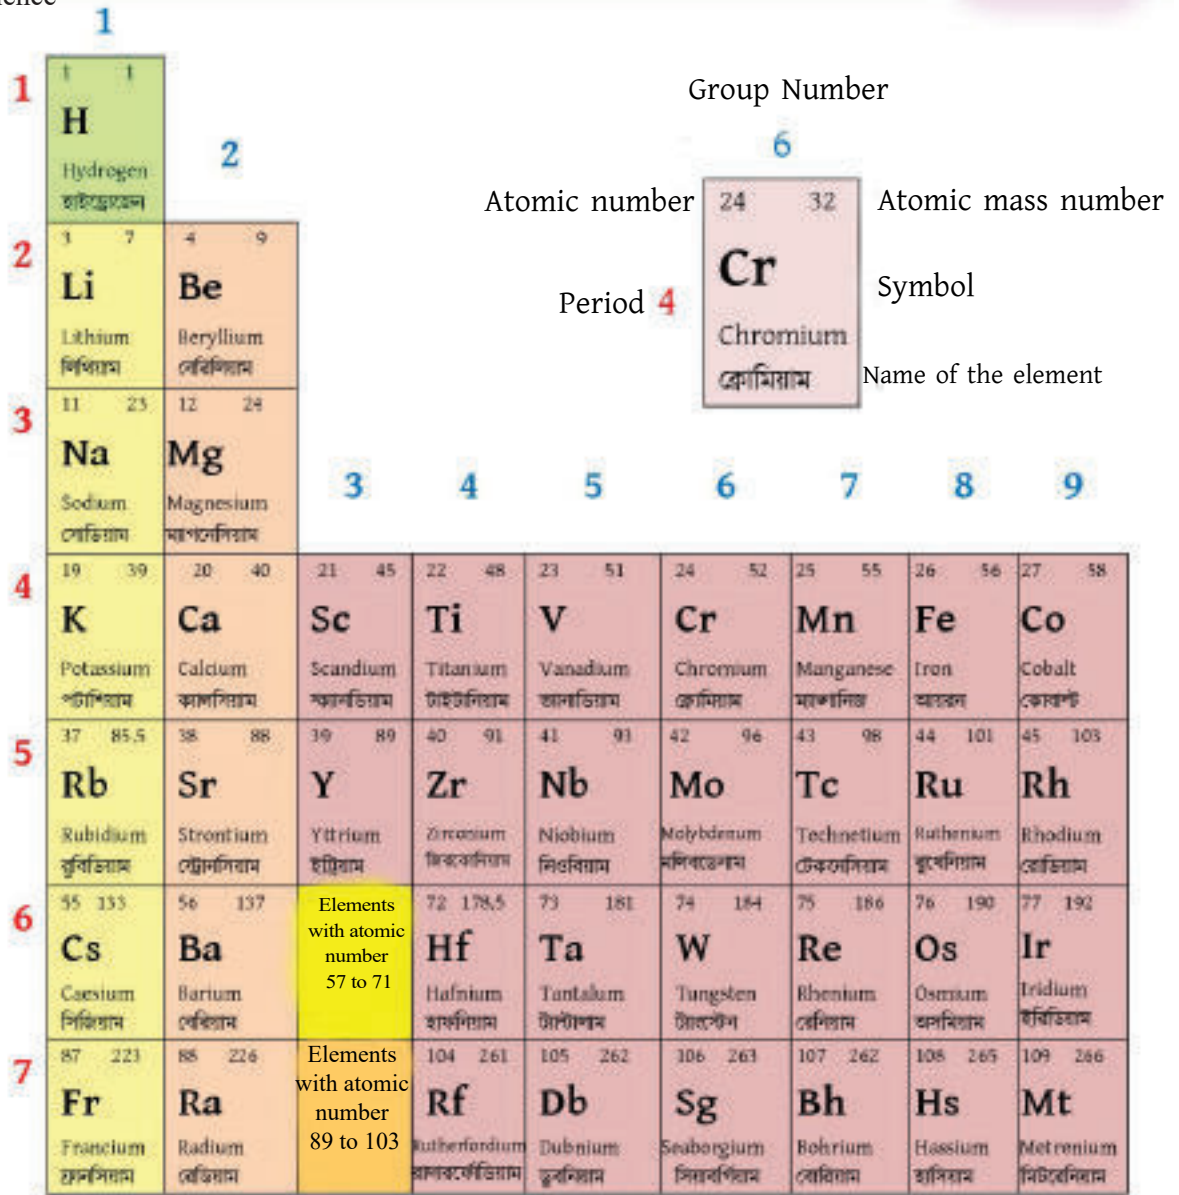 1
1
1 1
H
Hydrogen
হাইড্রোজেন
2
Group Number
6
Atomic number
24 32
Atomic mass number
Cr
Symbol
Period 4
Chromium
ক্রোমিয়াম
Name of the element
2
3 7
Li
Lithium
লিথিয়াম
4 9
Be
Beryllium
বেরিলিয়াম
3
11 23
Na
Sodium
সোডিয়াম
12 24
Mg
Magnesium
ম্যাগনেসিয়াম
3 4 5 6 7 8 9
4
19 39 20 40 21 45 22 48 23 51 24 52 25 55 26 56 27 58
K Ca Sc Ti V Cr Mn Fe Co
Potassium Calcium Scandium Titanium Vanadium Chromium Manganese Iron Cobalt
পটাশিয়াম ক্যালসিয়াম স্ক্যানডিয়াম টাইটানিয়াম ভ্যানাডিয়াম ক্রোমিয়াম ম্যাঙ্গানিজ আয়রন কোবাল্ট
5
37 85.5 38 88 39 89 40 91 41 93 42 96 43 98 44 101 45 103
Rb Sr Y Zr Nb Mo Tc Ru Rh
Rubidium Strontium Yttrium Zirconium Niobium Molybdenum Technetium Ruthenium Rhodium
রুবিডিয়াম স্ট্রোনসিয়াম ইট্রিয়াম জিরকোনিয়াম নিওবিয়াম টেকনেসিয়াম রুথেনিয়াম রোডিয়াম
6
55 133 56 137
Cs Ba
Caesium Barium
সিজিয়াম বেরিয়াম
Elements
with atomic
number
57 to 71
72 178.5 73 181 74 184 75 186 76 190 77 192
Hf Ta W Re Os Ir
Hafnium Tantalum Tungsten Rhenium Osmium Iridium
হাফনিয়াম ট্যান্টালাম ট্যাংস্টেন রেনিয়াম অসমিয়াম ইরিডিয়াম
7
87 223 88 226
Fr Ra
Francium Radium
ফ্রানসিয়াম রেডিয়াম
Elements
with atomic
number
89 to 103
104 261 105 262 106 263 107 262 108 265 109 266
Rf Db Sg Bh Hs Mt
Rutherfordium Dubnium Seaborgium Bohrium Hassium Metrenium
রাদারফোর্ডিয়াম ডুবনিয়াম সিয়াবর্গিয়াম বোরিয়াম হাসিয়াম মিটরেনিয়াম